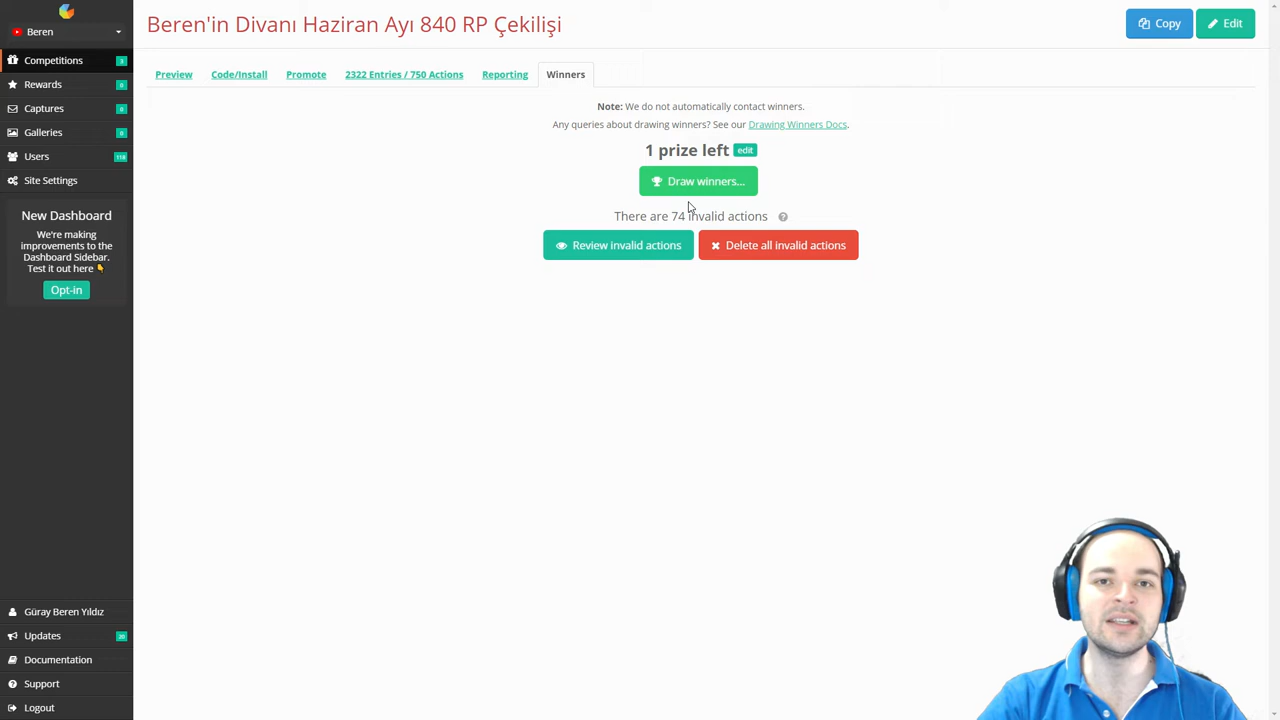 Beren'in Divanı Haziran Ayı 840 RP Çekilişi
Copy
Edit
Beren
Competitions 3
Rewards 0
Captures 0
Galleries 0
Users 118
Site Settings
New Dashboard
We're making
improvements to the
Dashboard Sidebar.
Test it out here 👇
Opt-in
Güray Beren Yıldız
Updates 20
Documentation
Support
Logout
Preview
Code/Install
Promote
2322 Entries / 750 Actions
Reporting
Winners
Note: We do not automatically contact winners.
Any queries about drawing winners? See our Drawing Winners Docs.
1 prize left edit
Draw winners...
There are 74 invalid actions ?
Review invalid actions
Delete all invalid actions